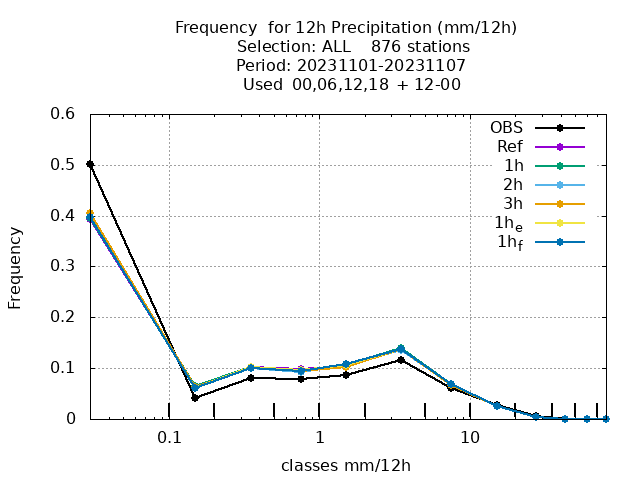 Frequency  for 12h Precipitation (mm/12h)
Selection: ALL    876 stations
Period: 20231101-20231107
Used  00,06,12,18  + 12-00
0.6
0.5
0.4
0.3
0.2
0.1
0
Frequency
OBS
Ref
1h
2h
3h
1he
1hf
0.1 1 10
classes mm/12h